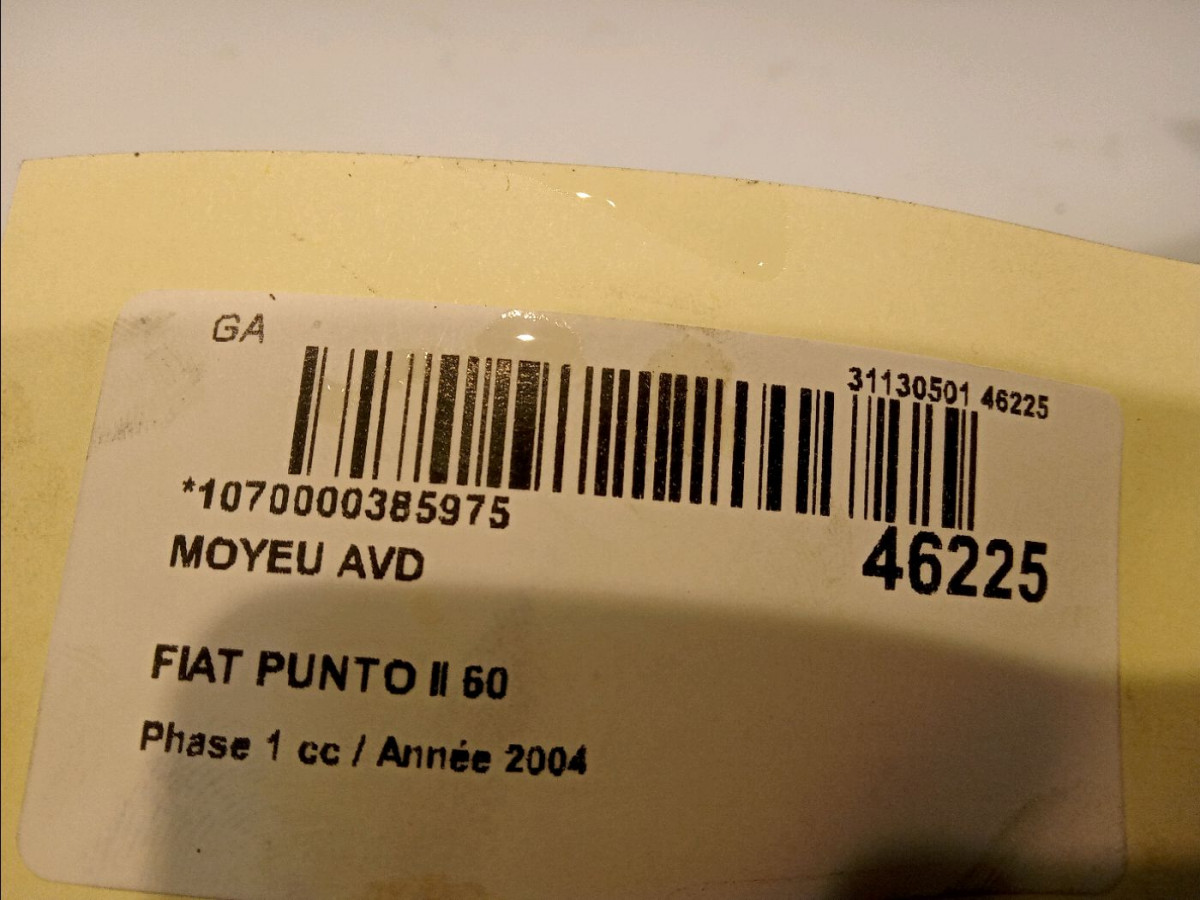 GA
31130501 46225
*1070000385975
MOYEU AVD
46225
FIAT PUNTO II 60
Phase 1 cc / Année 2004